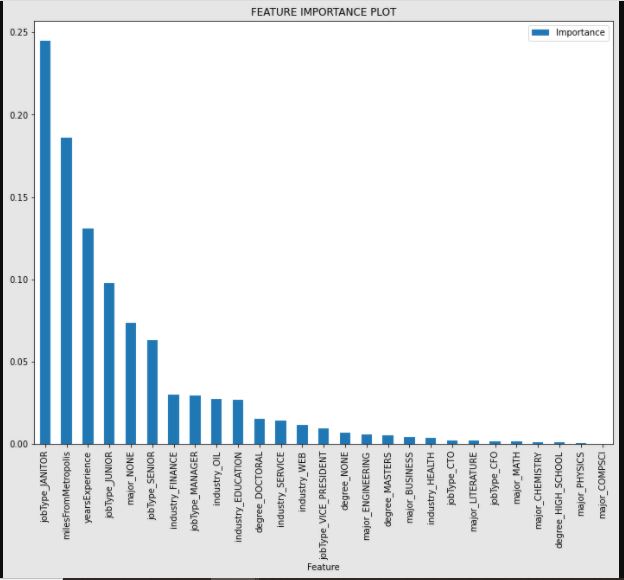 FEATURE IMPORTANCE PLOT
Importance
0.25
0.20
0.15
0.10
0.05
0.00
jobType_JANITOR
milesFromMetropolis
yearsExperience
jobType_JUNIOR
major_NONE
jobType_SENIOR
industry_FINANCE
jobType_MANAGER
industry_OIL
industry_EDUCATION
degree_DOCTORAL
industry_SERVICE
industry_WEB
jobType_VICE_PRESIDENT
degree_NONE
major_ENGINEERING
degree_MASTERS
major_BUSINESS
industry_HEALTH
jobType_CTO
major_LITERATURE
jobType_CFO
major_MATH
major_CHEMISTRY
degree_HIGH_SCHOOL
major_PHYSICS
major_COMPSCI
Feature